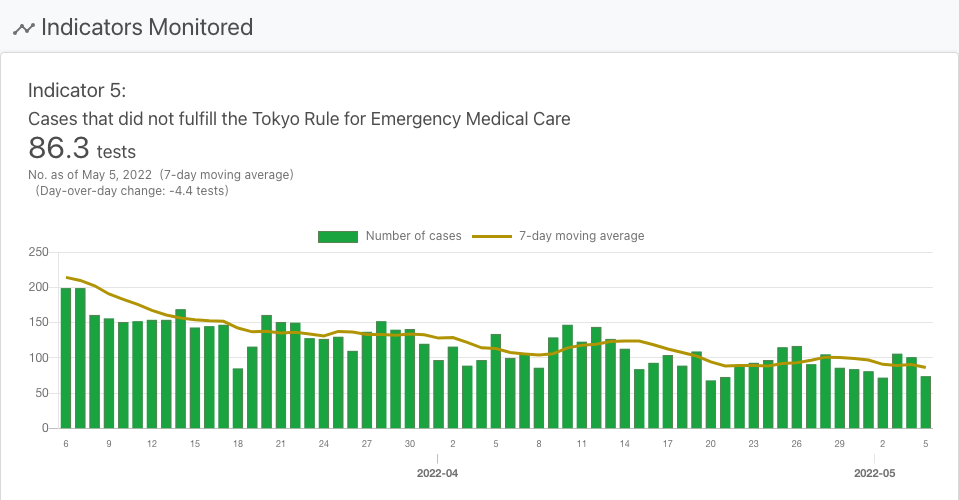 Indicators Monitored
Indicator 5:
Cases that did not fulfill the Tokyo Rule for Emergency Medical Care
86.3 tests
No. as of May 5, 2022 (7-day moving average)
(Day-over-day change: -4.4 tests)
Number of cases 7-day moving average
250
200
150
100
50
0
6 9 12 15 18 21 24 27 30 2 5 8 11 14 17 20 23 26 29 2 5
2022-04 2022-05